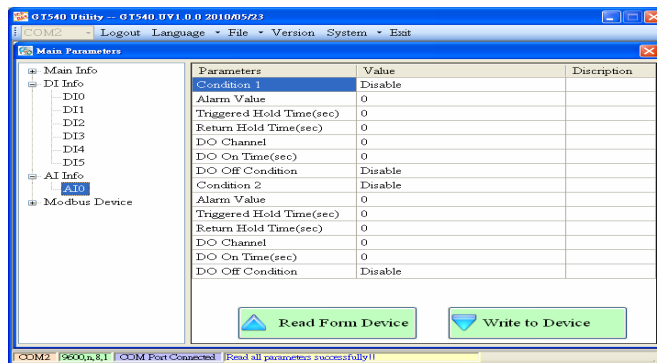 GT540 Utility -- GT540.UV1.0.0 2010/05/23
COM2 Logout Language File Version System Exit
Main Parameters
Main Info
DI Info
DI0
DI1
DI2
DI3
DI4
DI5
AI Info
AI0
Modbus Device
Parameters Value Discription
Condition 1 Disable
Alarm Value 0
Triggered Hold Time(sec) 0
Return Hold Time(sec) 0
DO Channel 0
DO On Time(sec) 0
DO Off Condition Disable
Condition 2 Disable
Alarm Value 0
Triggered Hold Time(sec) 0
Return Hold Time(sec) 0
DO Channel 0
DO On Time(sec) 0
DO Off Condition Disable
Read Form Device Write to Device
COM2 9600,n,8,1 COM Port Connected Read all parameters successfully!!